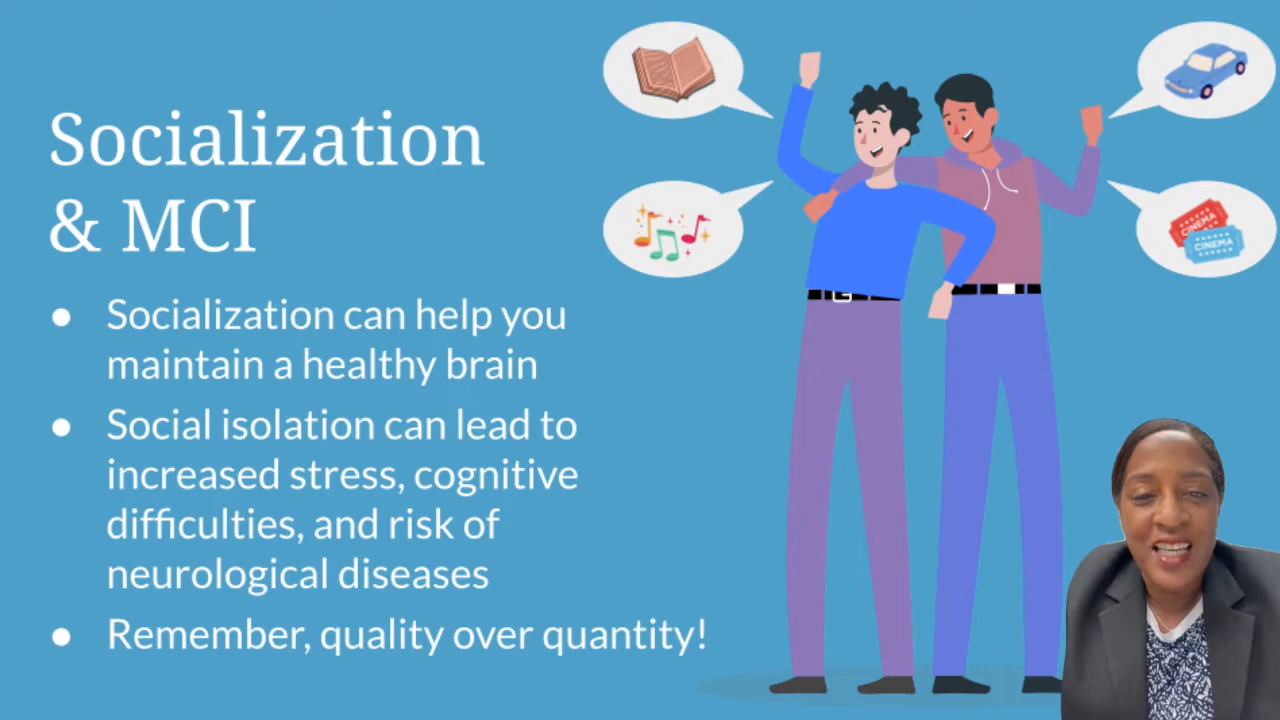 Socialization
& MCI
● Socialization can help you
maintain a healthy brain
● Social isolation can lead to
increased stress, cognitive
difficulties, and risk of
neurological diseases
● Remember, quality over quantity!
CINEMA
CINEMA